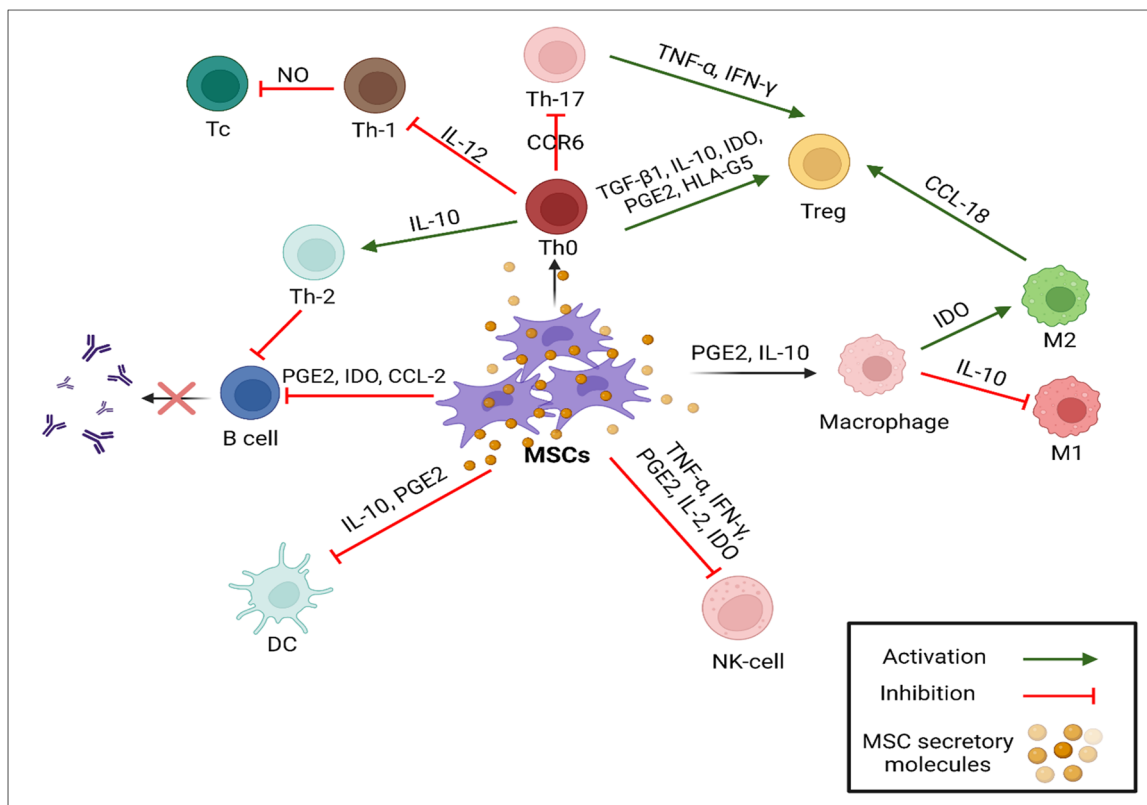 NO
Tc
Th-1
Th-17
TNF-α, IFN-γ
IL-12
CCR6
TGF-β1, IL-10, IDO,
PGE2, HLA-G5
Treg
CCL-18
IL-10
Th0
Th-2
M2
IDO
PGE2, IL-10
IL-10
Macrophage
M1
PGE2, IDO, CCL-2
B cell
MSCs
IL-10, PGE2
TNF-α, IFN-γ,
PGE2, IL-2, IDO
DC
NK-cell
Activation
Inhibition
MSC secretory
molecules